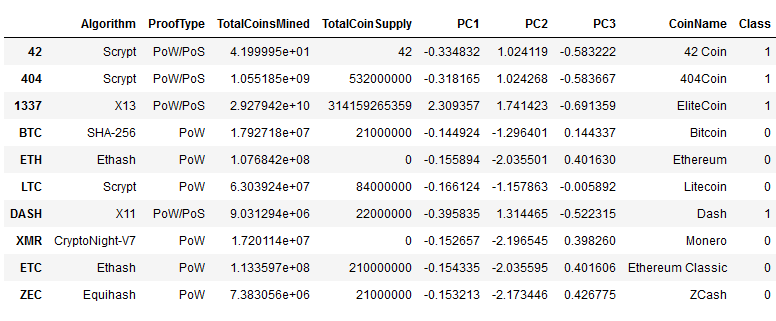 Algorithm ProofType TotalCoinsMined TotalCoinSupply PC1 PC2 PC3 CoinName Class
42 Scrypt PoW/PoS 4.199995e+01 42 -0.334832 1.024119 -0.583222 42 Coin 1
404 Scrypt PoW/PoS 1.055185e+09 532000000 -0.318165 1.024268 -0.583667 404Coin 1
1337 X13 PoW/PoS 2.927942e+10 314159265359 2.309357 1.741423 -0.691359 EliteCoin 1
BTC SHA-256 PoW 1.792718e+07 21000000 -0.144924 -1.296401 0.144337 Bitcoin 0
ETH Ethash PoW 1.076842e+08 0 -0.155894 -2.035501 0.401630 Ethereum 0
LTC Scrypt PoW 6.303924e+07 84000000 -0.166124 -1.157863 -0.005892 Litecoin 0
DASH X11 PoW/PoS 9.031294e+06 22000000 -0.395835 1.314465 -0.522315 Dash 1
XMR CryptoNight-V7 PoW 1.720114e+07 0 -0.152657 -2.196545 0.398260 Monero 0
ETC Ethash PoW 1.133597e+08 210000000 -0.154335 -2.035595 0.401606 Ethereum Classic 0
ZEC Equihash PoW 7.383056e+06 21000000 -0.153213 -2.173446 0.426775 ZCash 0